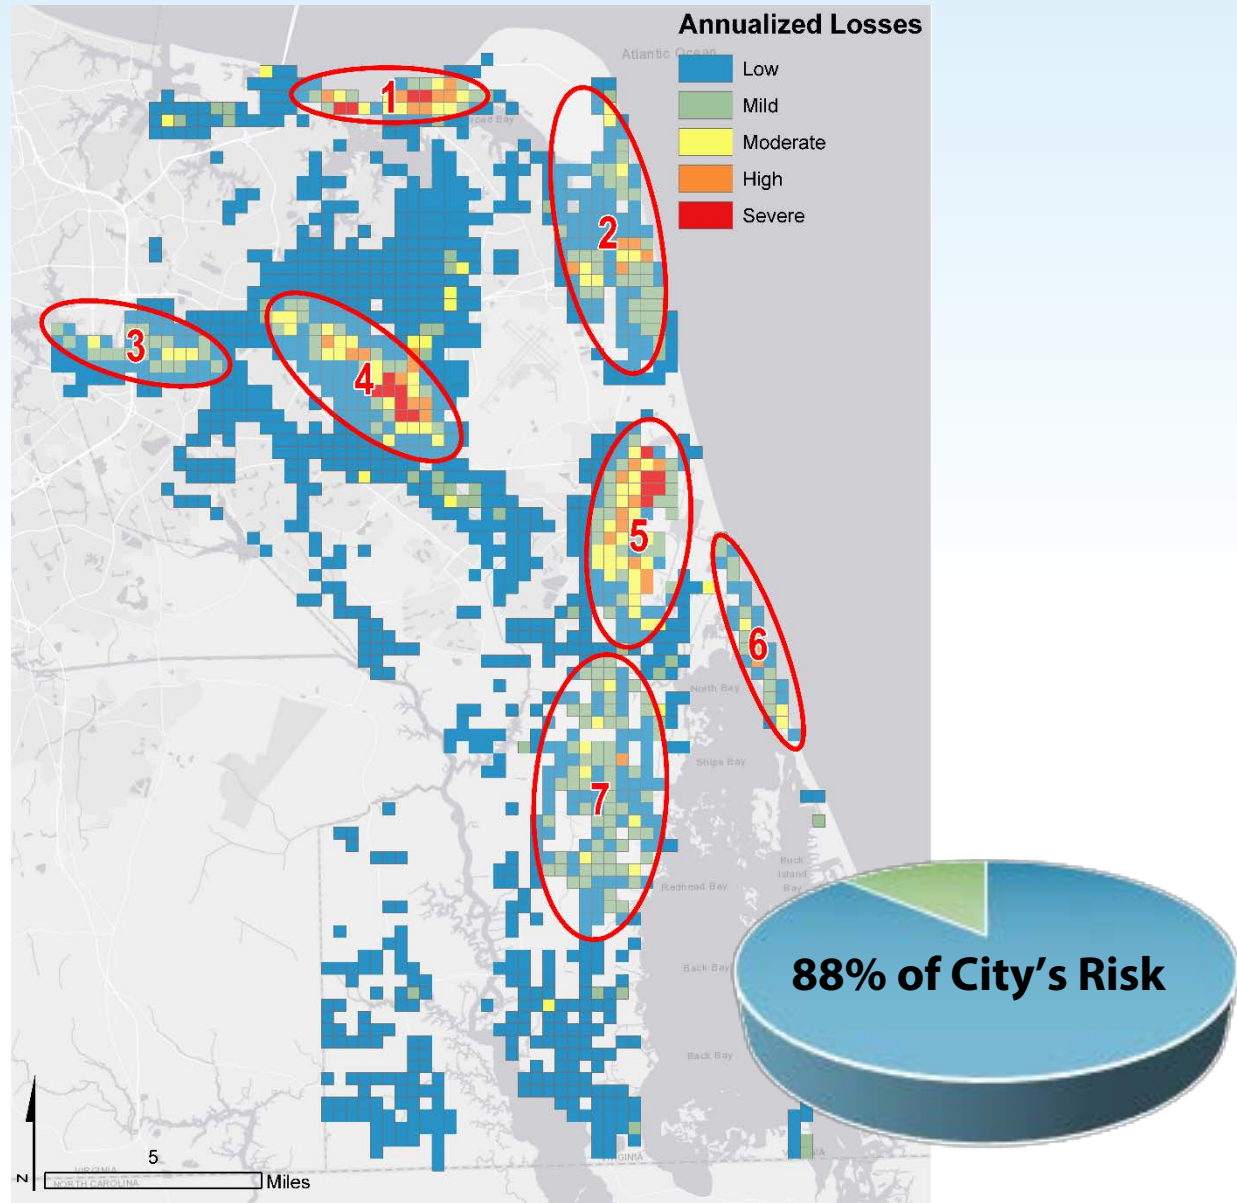 Annualized Losses
Low
Mild
Moderate
High
Severe
Atlantic Ocean
1
2
3
4
5
6
7
North Bay
Ships Bay
Buck
Island
Bay
Redhead Bay
Back Bay
Back Bay
88% of City's Risk
N
5
Miles
VIRGINIA
NORTH CAROLINA